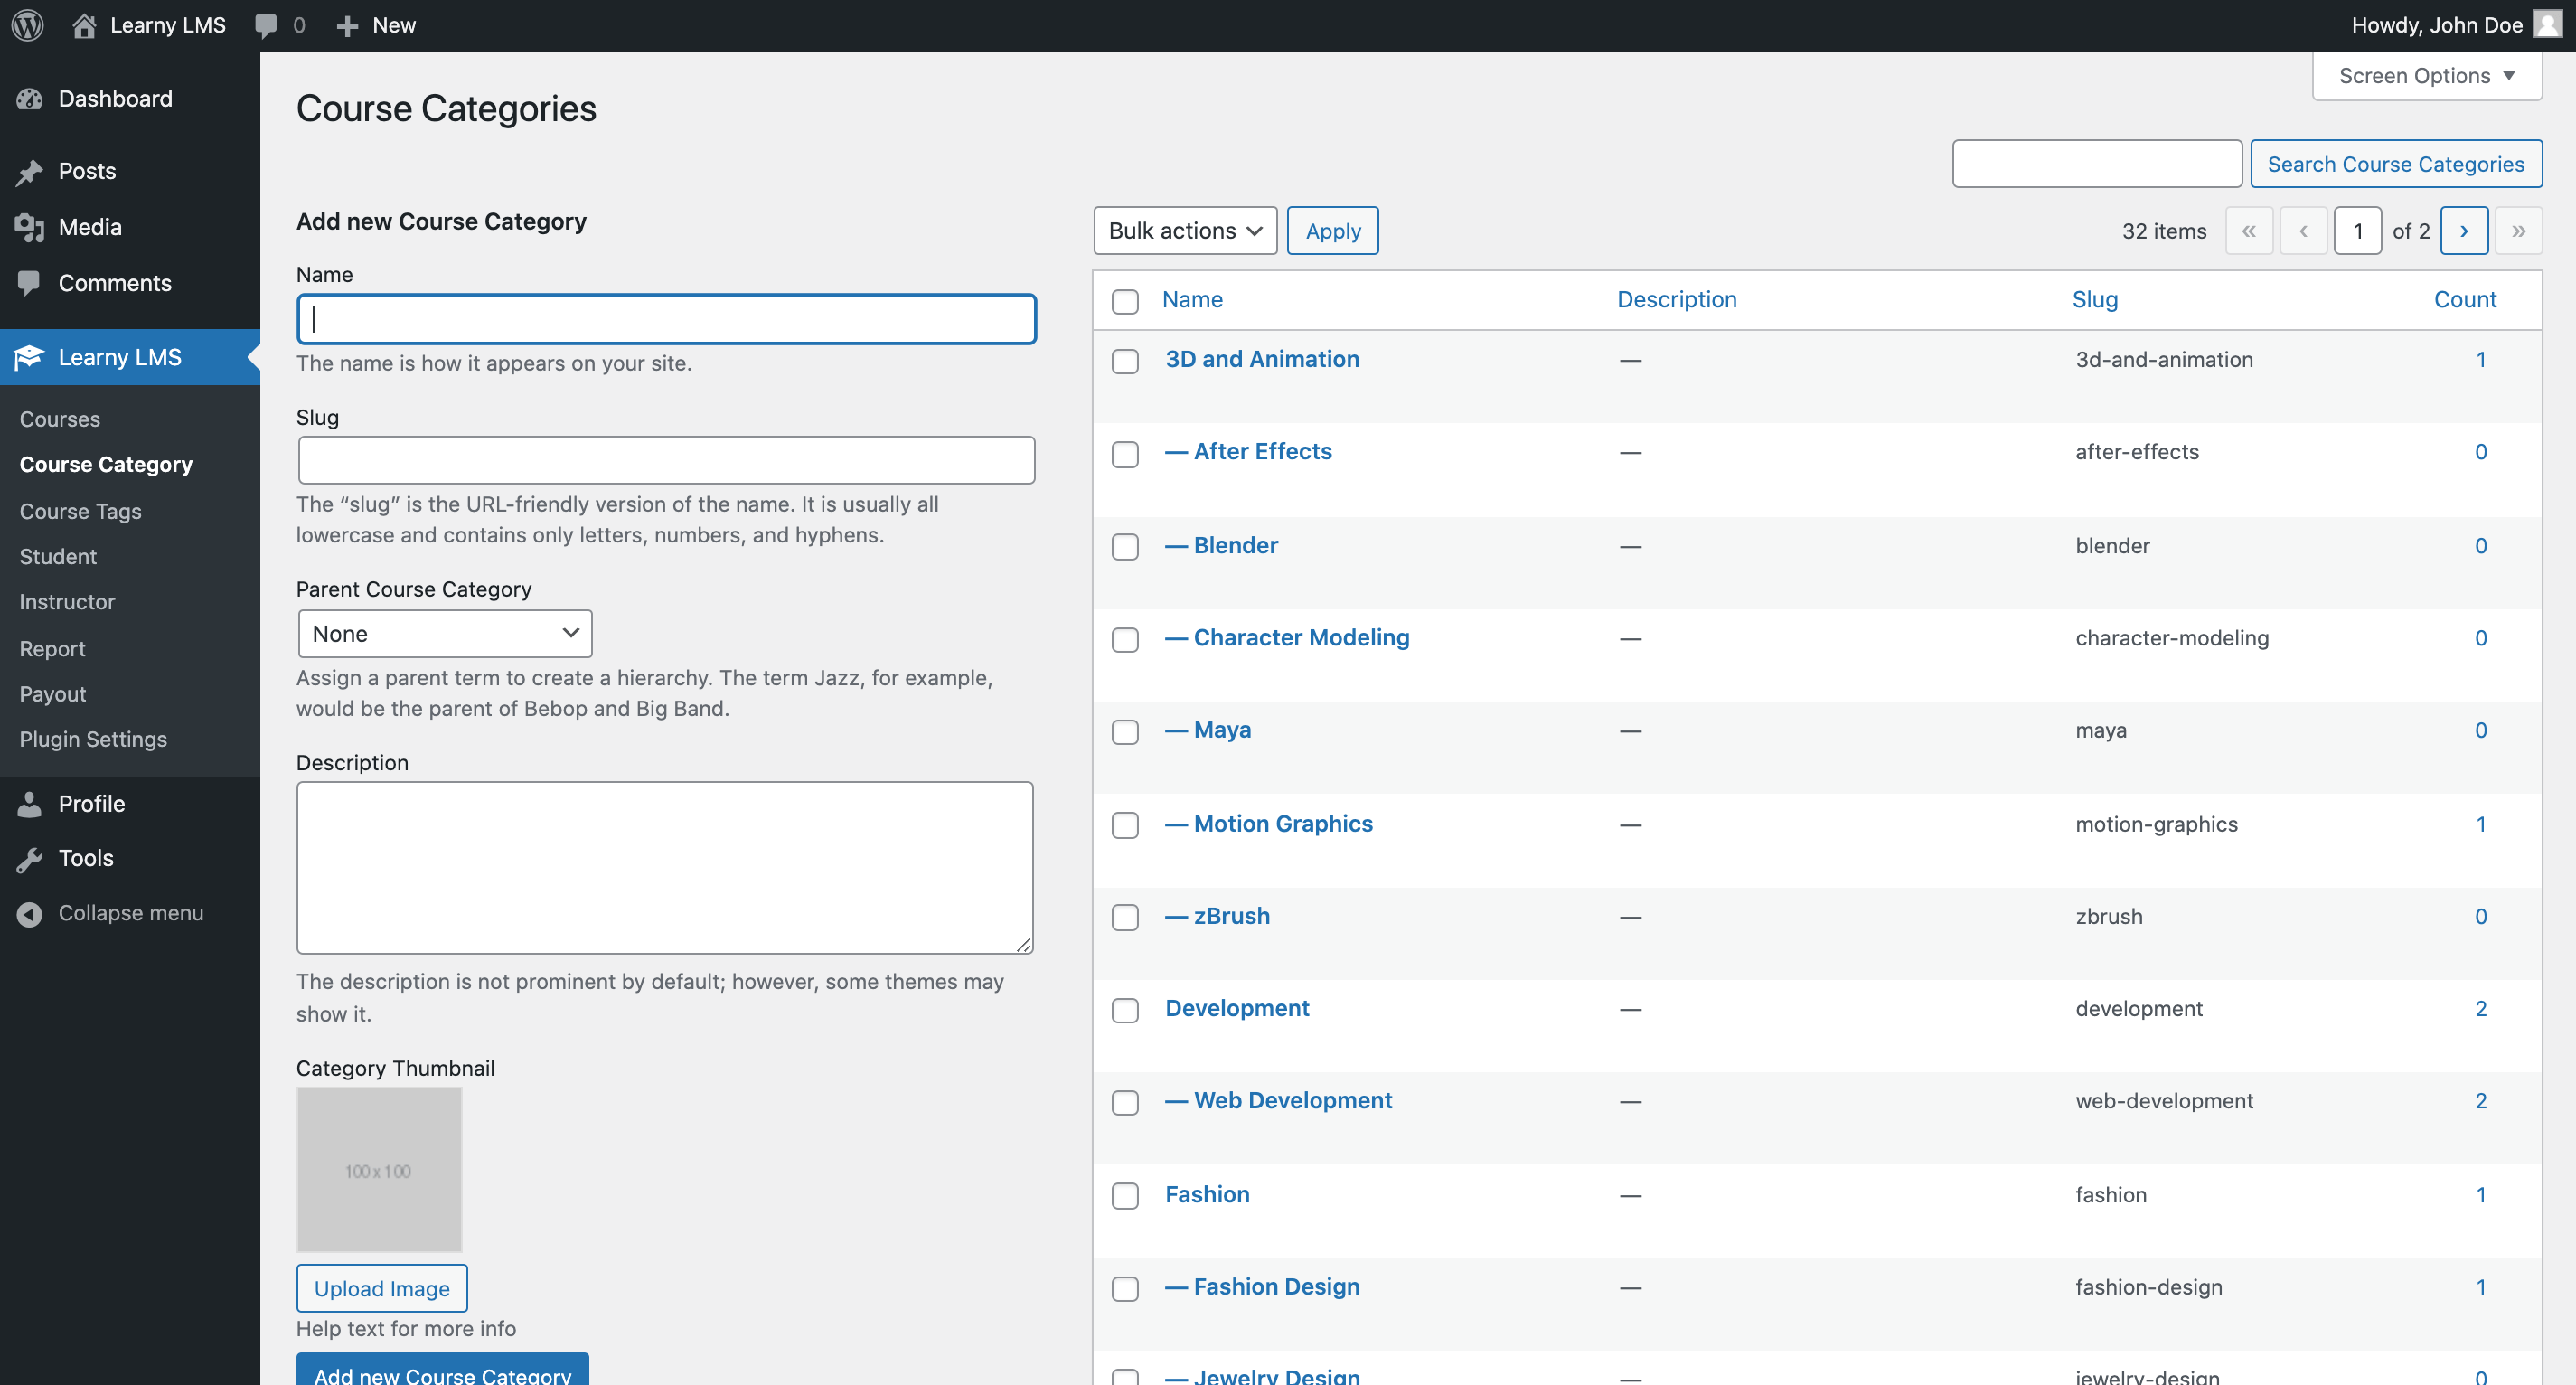 Learny LMS 0 New Howdy, John Doe
Dashboard
Posts
Media
Comments
Learny LMS
Courses
Course Category
Course Tags
Student
Instructor
Report
Payout
Plugin Settings
Profile
Tools
Collapse menu
Screen Options ▼
Course Categories
Search Course Categories
Add new Course Category
Name
The name is how it appears on your site.
Slug
The “slug” is the URL-friendly version of the name. It is usually all
lowercase and contains only letters, numbers, and hyphens.
Parent Course Category
None
Assign a parent term to create a hierarchy. The term Jazz, for example,
would be the parent of Bebop and Big Band.
Description
The description is not prominent by default; however, some themes may
show it.
Category Thumbnail
100 x 100
Upload Image
Help text for more info
Add new Course Category
Bulk actions Apply 32 items « ‹ 1 of 2 › »
Name Description Slug Count
3D and Animation — 3d-and-animation 1
— After Effects — after-effects 0
— Blender — blender 0
— Character Modeling — character-modeling 0
— Maya — maya 0
— Motion Graphics — motion-graphics 1
— zBrush — zbrush 0
Development — development 2
— Web Development — web-development 2
Fashion — fashion 1
— Fashion Design — fashion-design 1
— Jewelry Design — jewelry-design 0